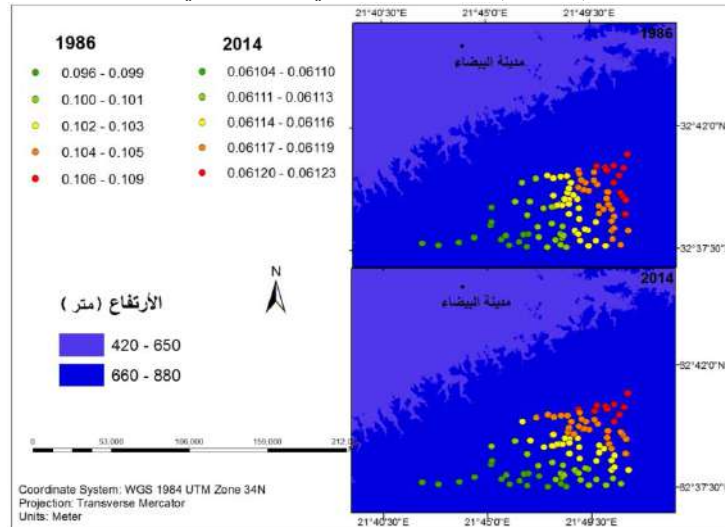 21°40'30"E 21°45'0"E 21°49'30"E
1986 2014
0.096 - 0.099 0.06104 - 0.06110
0.100 - 0.101 0.06111 - 0.06113
0.102 - 0.103 0.06114 - 0.06116
0.104 - 0.105 0.06117 - 0.06119
0.106 - 0.109 0.06120 - 0.06123
1986
مدينة البيضاء
32°42'0"N
32°37'30"N
N
الأرتفاع (متر)
420 - 650
660 - 880
2014
مدينة البيضاء
32°42'0"N
32°37'30"N
0 53,000 106,000 159,000 212,0
Coordinate System: WGS 1984 UTM Zone 34N
Projection: Transverse Mercator
Units: Meter
21°40'30"E 21°45'0"E 21°49'30"E